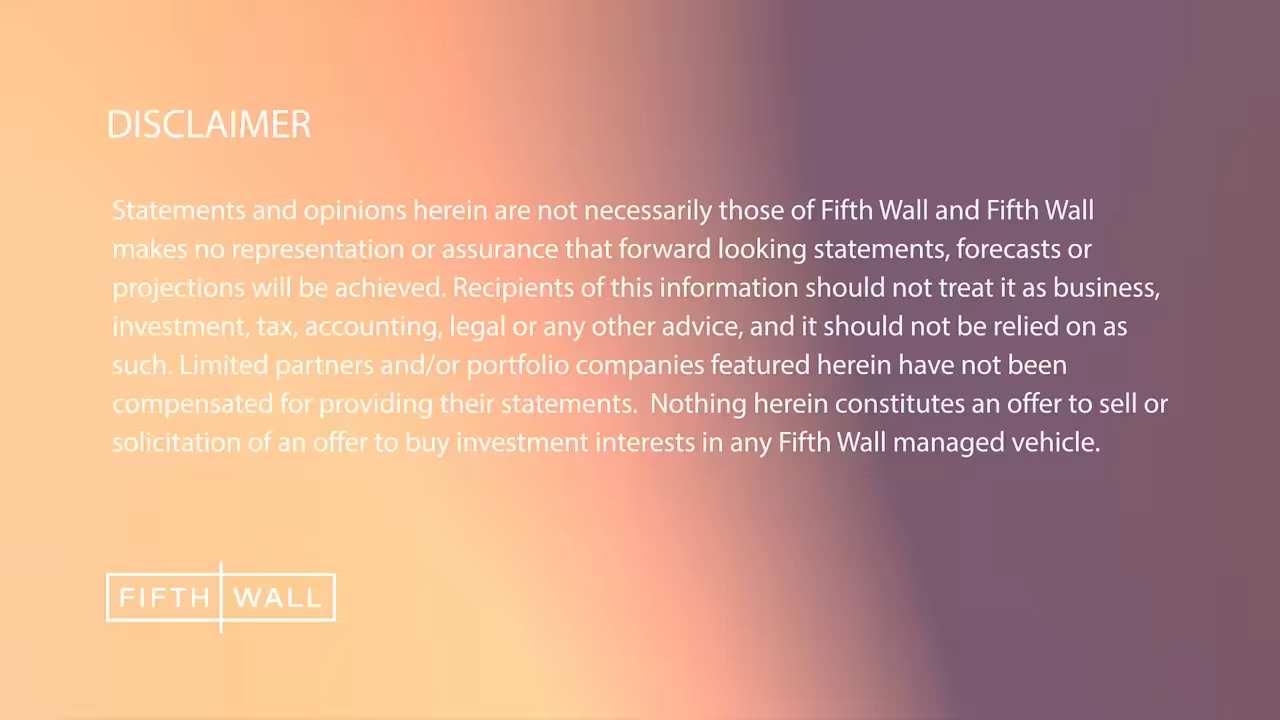 DISCLAIMER
Statements and opinions herein are not necessarily those of Fifth Wall and Fifth Wall
makes no representation or assurance that forward looking statements, forecasts or
projections will be achieved. Recipients of this information should not treat it as business,
investment, tax, accounting, legal or any other advice, and it should not be relied on as
such. Limited partners and/or portfolio companies featured herein have not been
compensated for providing their statements.  Nothing herein constitutes an offer to sell or
solicitation of an offer to buy investment interests in any Fifth Wall managed vehicle.
FIFTH WALL